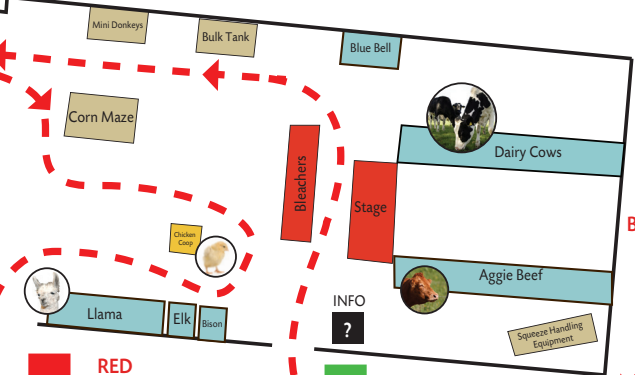 Mini Donkeys
Bulk Tank
Blue Bell
Corn Maze
Dairy Cows
Bleachers
Stage
Chicken
Coop
Aggie Beef
Llama
Elk
Bison
INFO
?
Squeeze Handling
Equipment
RED
B